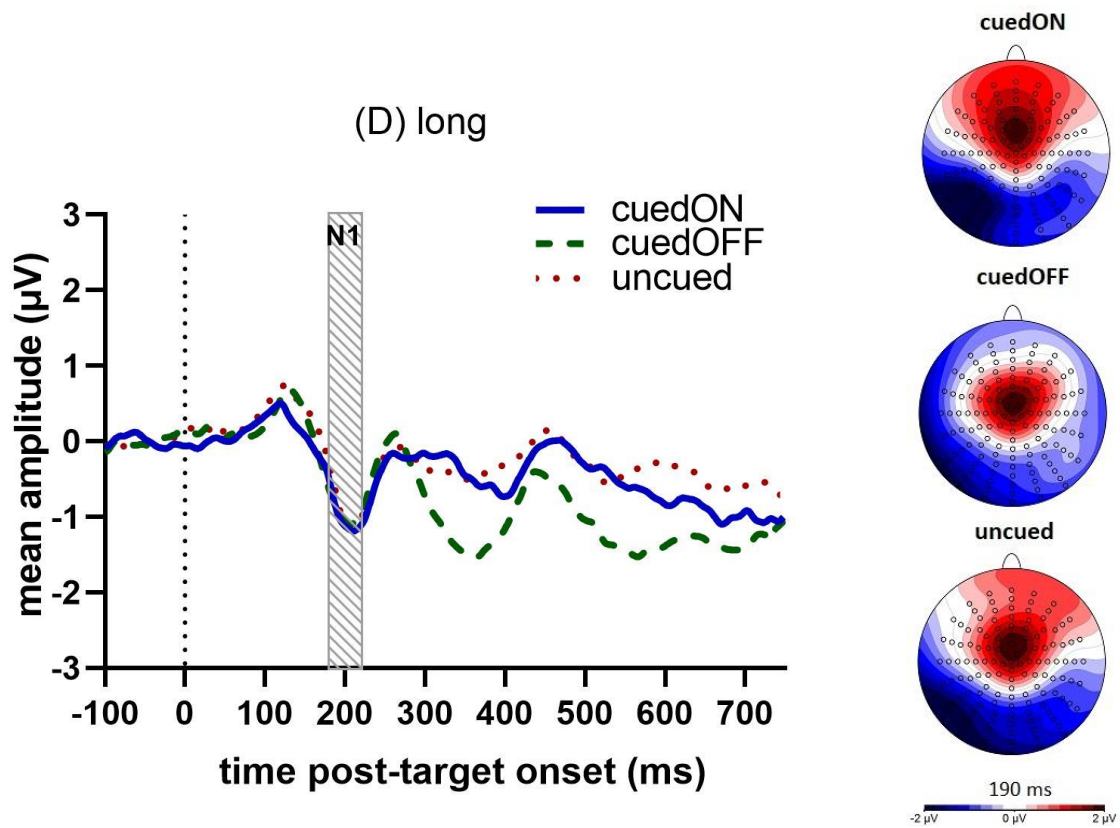 (D) long
cuedON
cuedOFF
uncued
N1
mean amplitude (µV)
3
2
1
0
-1
-2
-3
-100 0 100 200 300 400 500 600 700
time post-target onset (ms)
cuedON
cuedOFF
uncued
190 ms
-2 µV 0 µV 2 µV